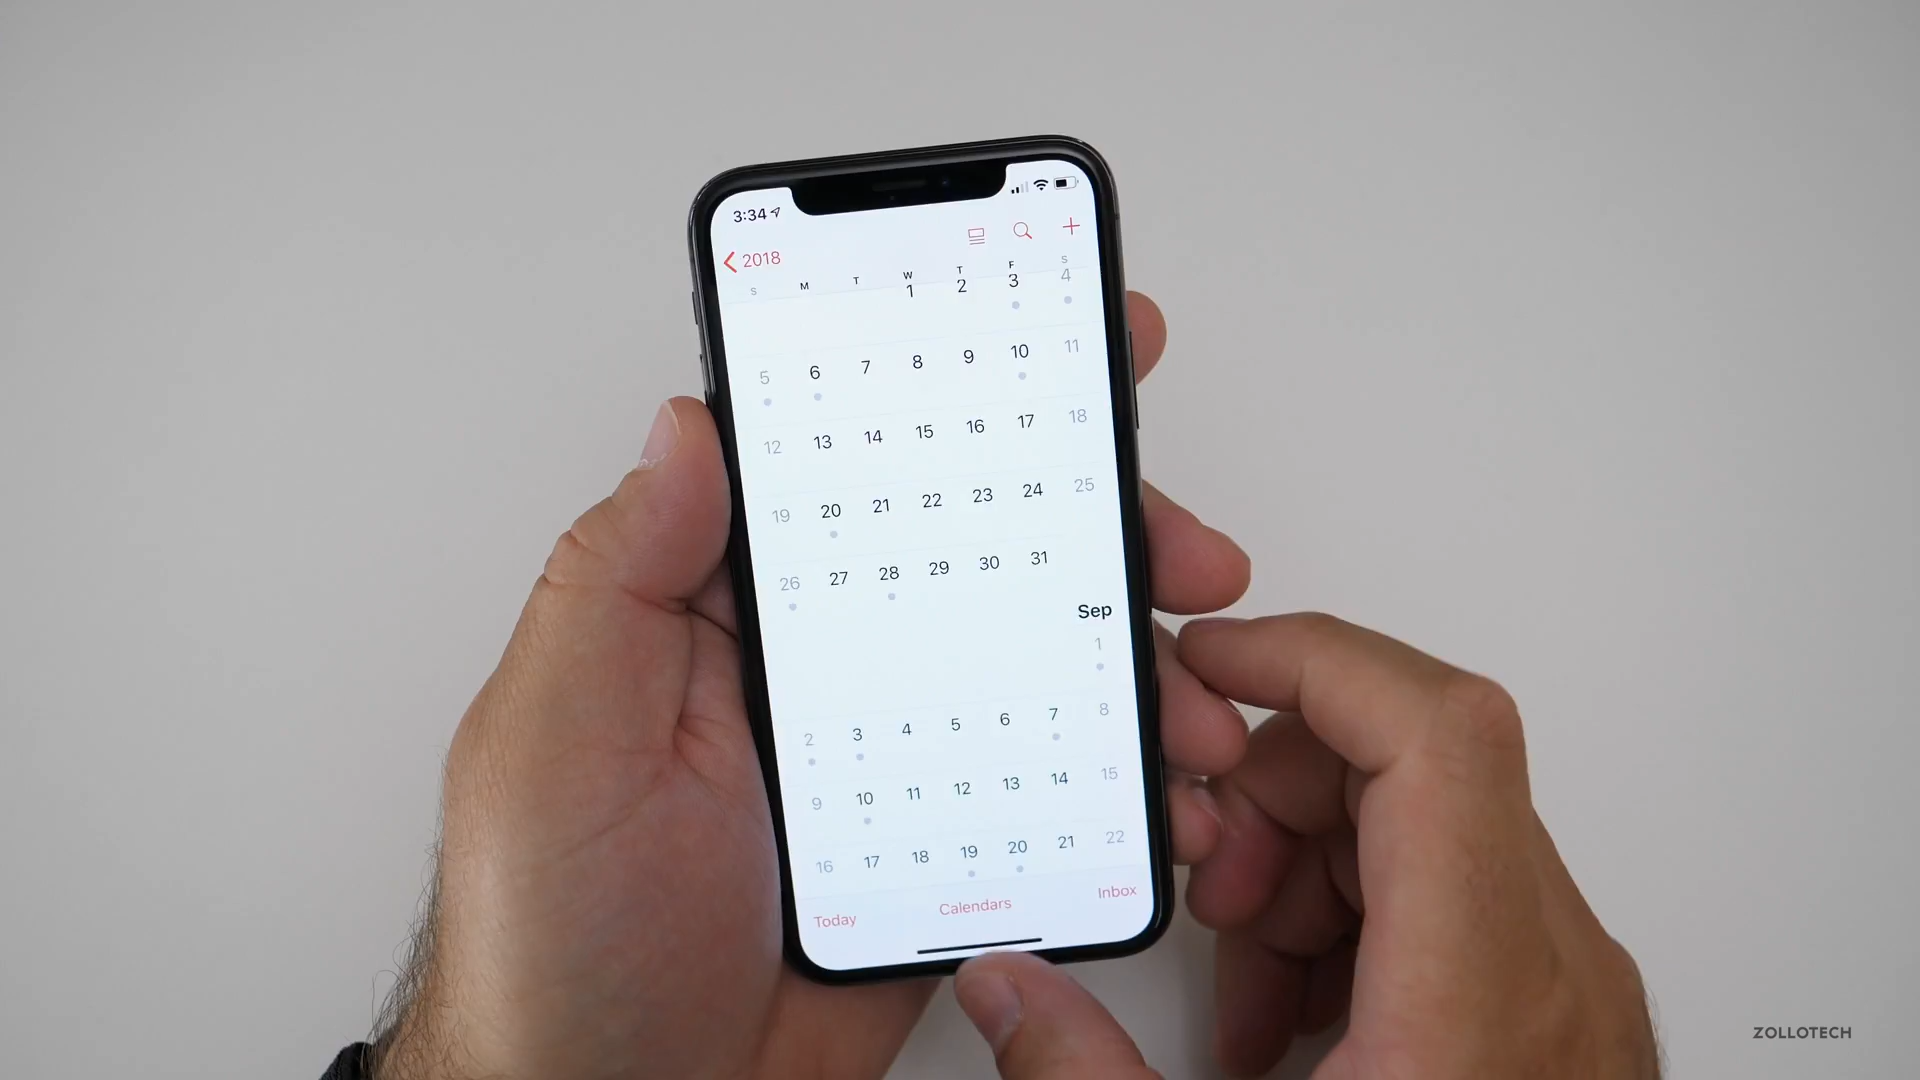 3:34
2018
S M T W T F S
1 2 3 4
5 6 7 8 9 10 11
12 13 14 15 16 17 18
19 20 21 22 23 24 25
26 27 28 29 30 31
Sep
1
2 3 4 5 6 7 8
9 10 11 12 13 14 15
16 17 18 19 20 21 22
Today Calendars Inbox
ZOLLOTECH